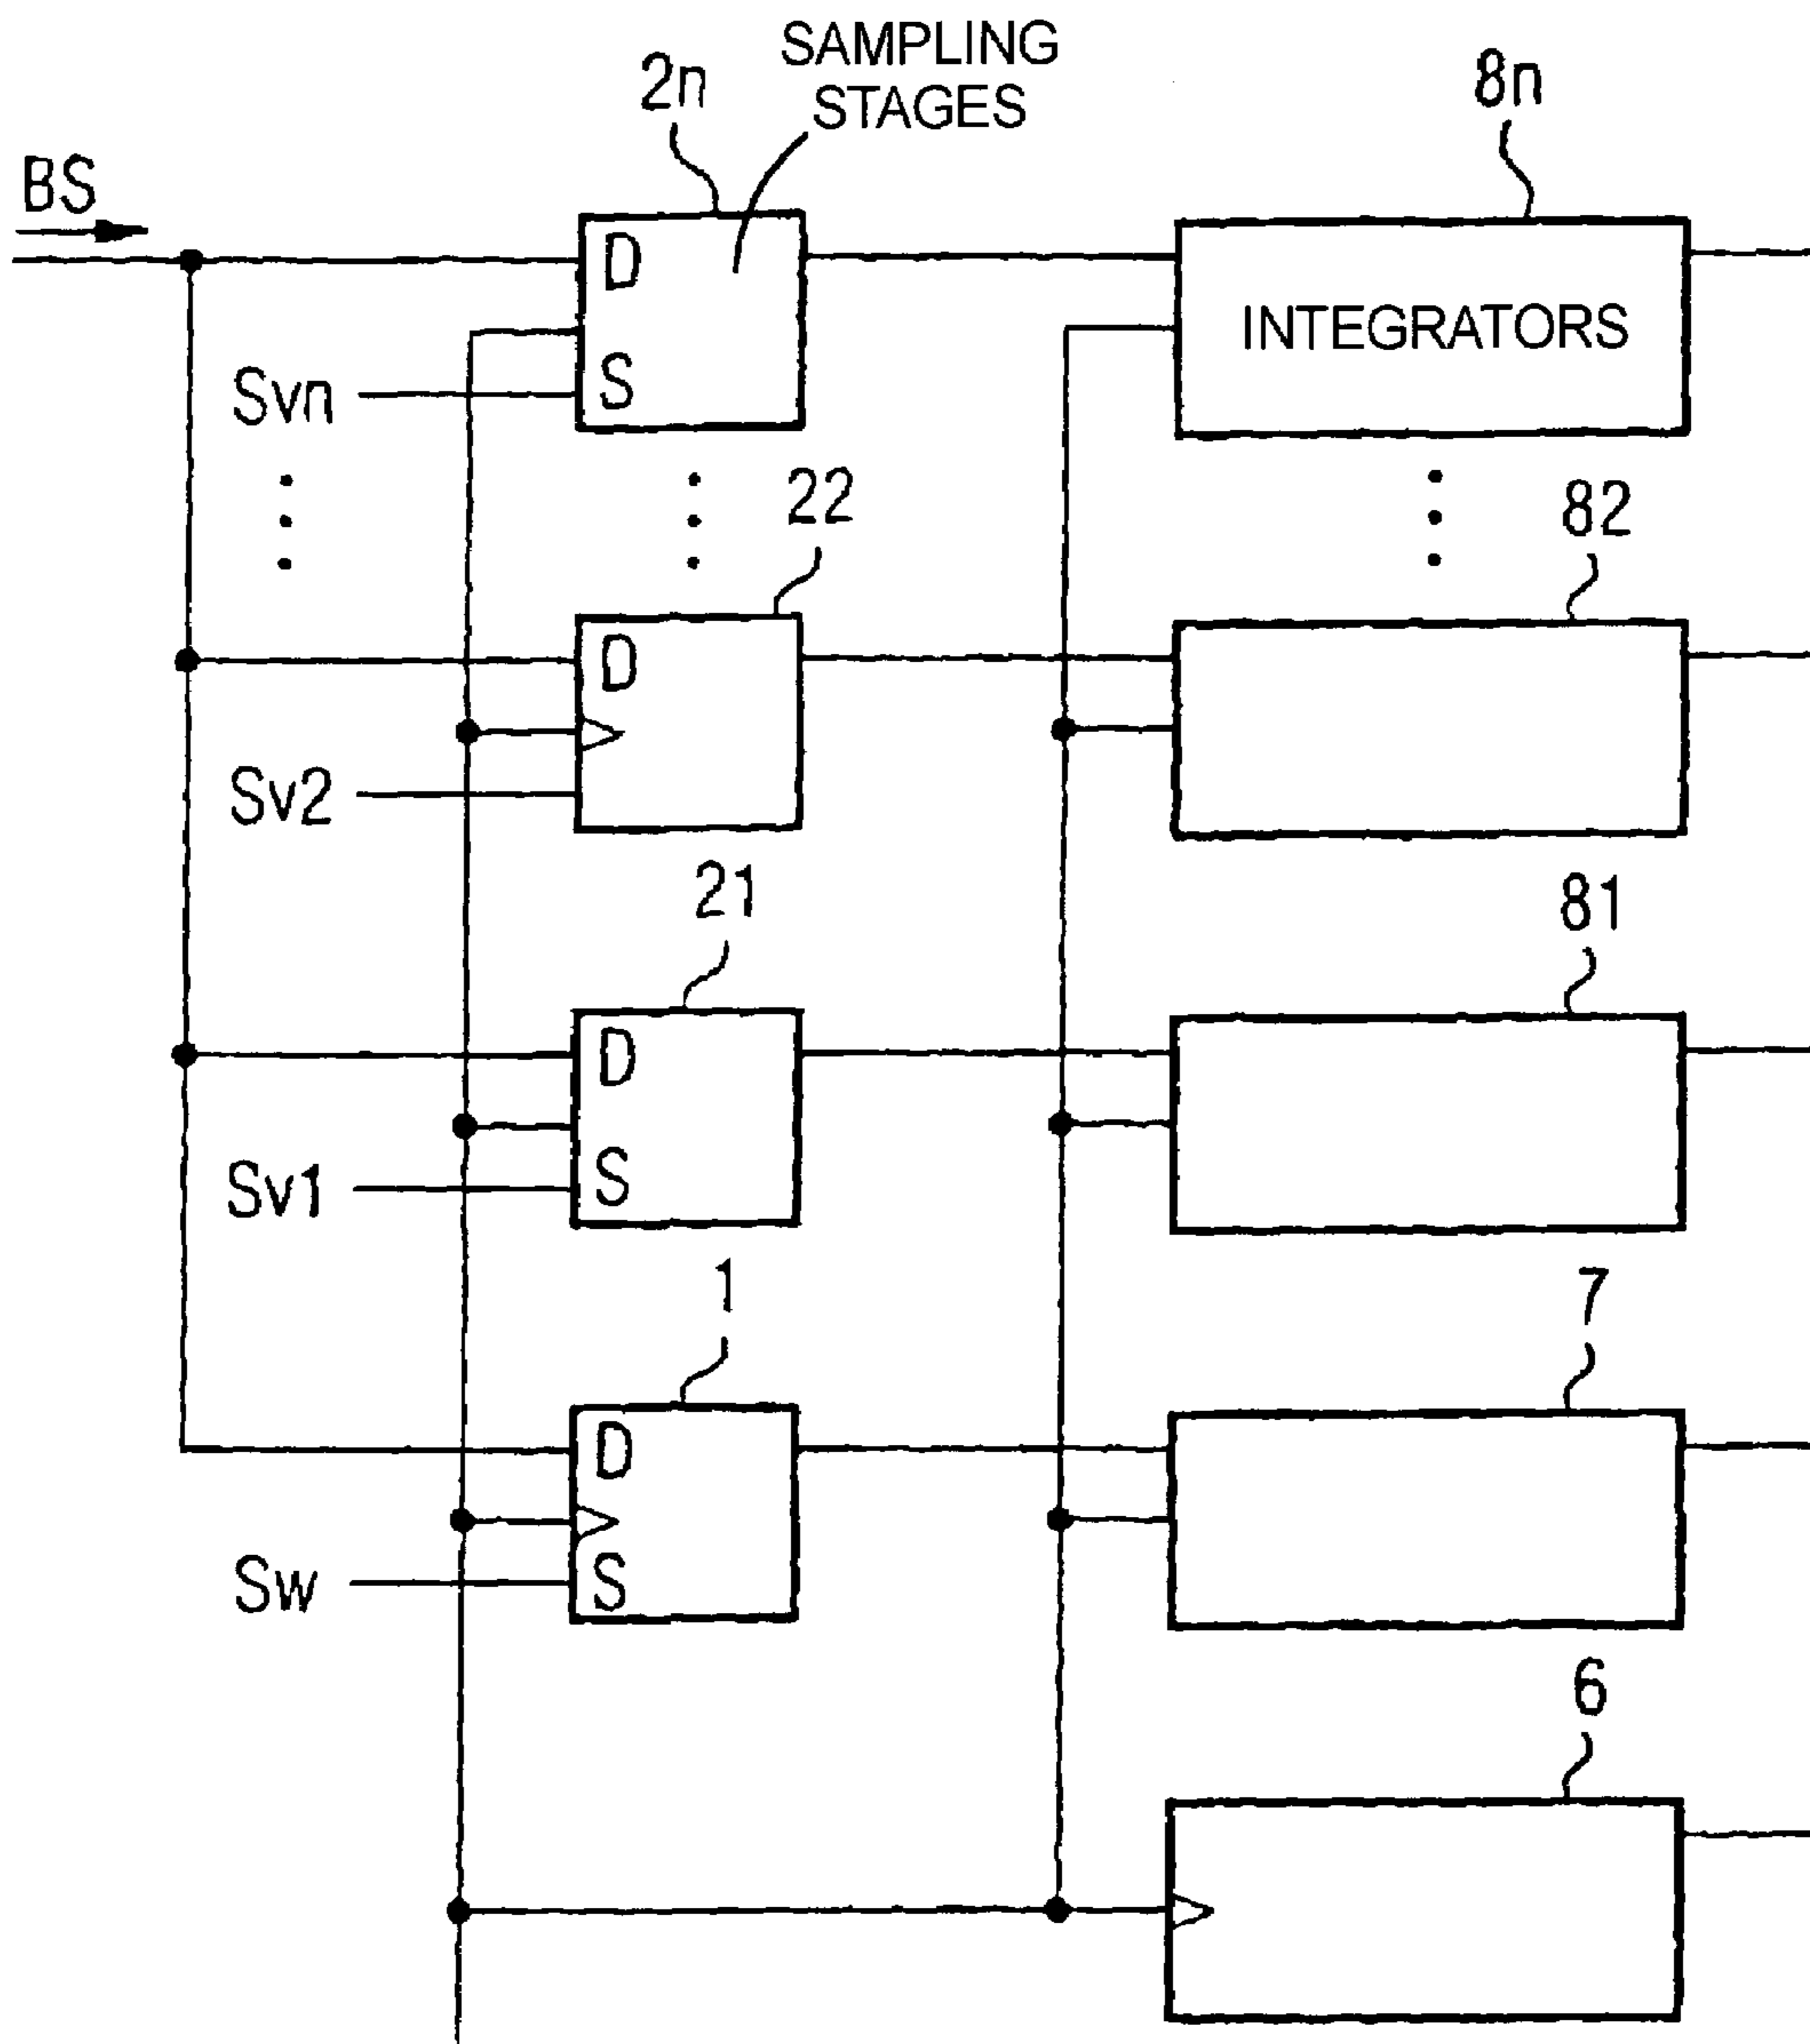 SAMPLING
STAGES
2n
8n
BS
D
S
INTEGRATORS
Svn
22
82
D
Sv2
21
81
D
S
Sv1
1
7
D
S
Sw
6